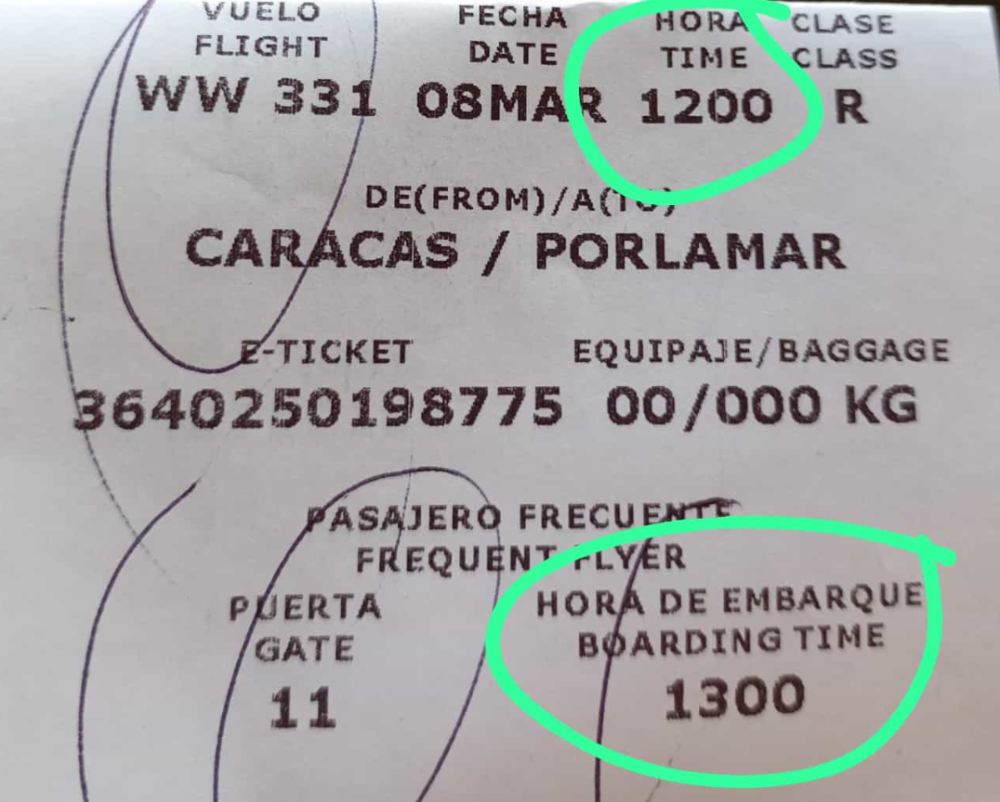 VUELO FECHA HORA CLASE
FLIGHT DATE TIME CLASS
WW 331 08MAR 1200 R
DE(FROM)/A(TO)
CARACAS / PORLAMAR
E-TICKET EQUIPAJE/BAGGAGE
3640250198775 00/000 KG
PASAJERO FRECUENTE
FREQUENT FLYER
PUERTA HORA DE EMBARQUE
GATE BOARDING TIME
11 1300